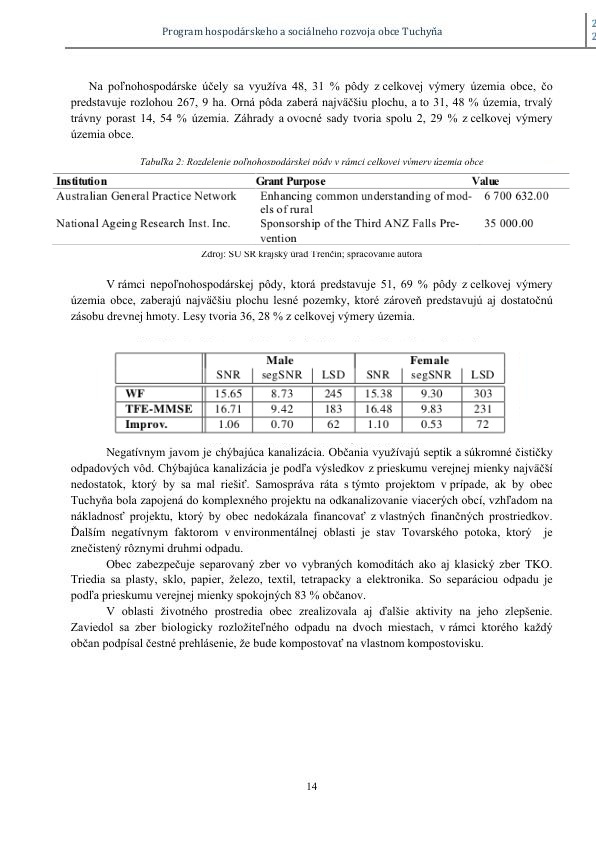 Program hospodárskeho a sociálneho rozvoja obce Tuchyňa
2
2
Na poľnohospodárske účely sa využíva 48, 31 % pôdy z celkovej výmery územia obce, čo
predstavuje rozlohou 267, 9 ha. Orná pôda zaberá najväčšiu plochu, a to 31, 48 % územia, trvalý
trávny porast 14, 54 % územia. Záhrady a ovocné sady tvoria spolu 2, 29 % z celkovej výmery
územia obce.
Tabuľka 2: Rozdelenie poľnohospodárskej pôdy v rámci celkovej výmery územia obce
Institution Grant Purpose Value
Australian General Practice Network Enhancing common understanding of mod- 6 700 632.00
els of rural
National Ageing Research Inst. Inc. Sponsorship of the Third ANZ Falls Pre- 35 000.00
vention
Zdroj: ŠÚ SR krajský úrad Trenčín; spracovanie autora
V rámci nepoľnohospodárskej pôdy, ktorá predstavuje 51, 69 % pôdy z celkovej výmery
územia obce, zaberajú najväčšiu plochu lesné pozemky, ktoré zároveň predstavujú aj dostatočnú
zásobu drevnej hmoty. Lesy tvoria 36, 28 % z celkovej výmery územia.
Male Female
SNR segSNR LSD SNR segSNR LSD
WF 15.65 8.73 245 15.38 9.30 303
TFE-MMSE 16.71 9.42 183 16.48 9.83 231
Improv. 1.06 0.70 62 1.10 0.53 72
Negatívnym javom je chýbajúca kanalizácia. Občania využívajú septik a súkromné čističky
odpadových vôd. Chýbajúca kanalizácia je podľa výsledkov z prieskumu verejnej mienky najväčší
nedostatok, ktorý by sa mal riešiť. Samospráva ráta s týmto projektom v prípade, ak by obec
Tuchyňa bola zapojená do komplexného projektu na odkanalizovanie viacerých obcí, vzhľadom na
nákladnosť projektu, ktorý by obec nedokázala financovať z vlastných finančných prostriedkov.
Ďalším negatívnym faktorom v environmentálnej oblasti je stav Tovarského potoka, ktorý je
znečistený rôznymi druhmi odpadu.
Obec zabezpečuje separovaný zber vo vybraných komoditách ako aj klasický zber TKO.
Triedia sa plasty, sklo, papier, železo, textil, tetrapacky a elektronika. So separáciou odpadu je
podľa prieskumu verejnej mienky spokojných 83 % občanov.
V oblasti životného prostredia obec zrealizovala aj ďalšie aktivity na jeho zlepšenie.
Zaviedol sa zber biologicky rozložiteľného odpadu na dvoch miestach, v rámci ktorého každý
občan podpísal čestné prehlásenie, že bude kompostovať na vlastnom kompostovisku.
14